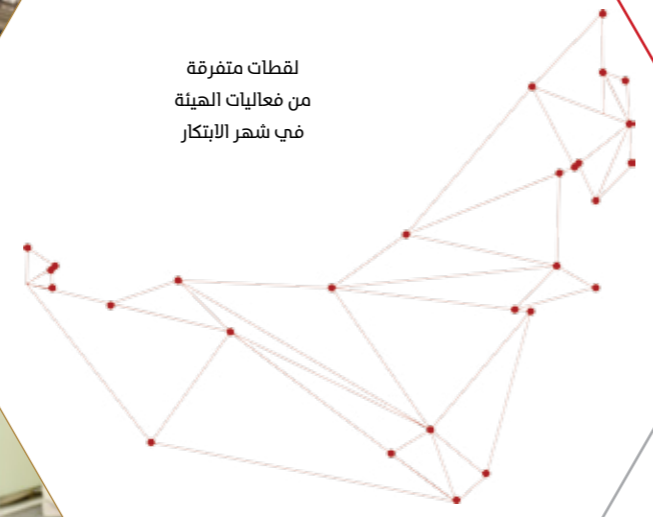 لقطات متفرقة
من فعاليات الهيئة
في شهر الابتكار